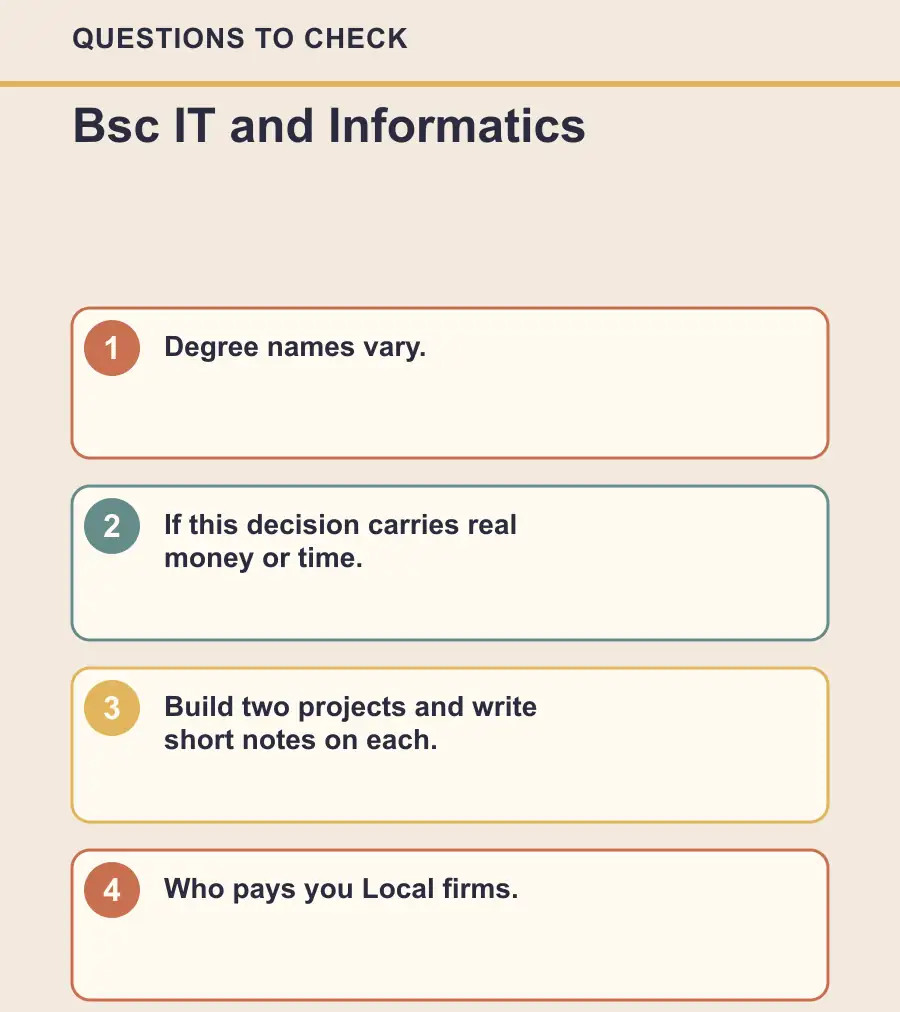 QUESTIONS TO CHECK
Bsc IT and Informatics
1
Degree names vary.
2
If this decision carries real
money or time.
3
Build two projects and write
short notes on each.
4
Who pays you Local firms.